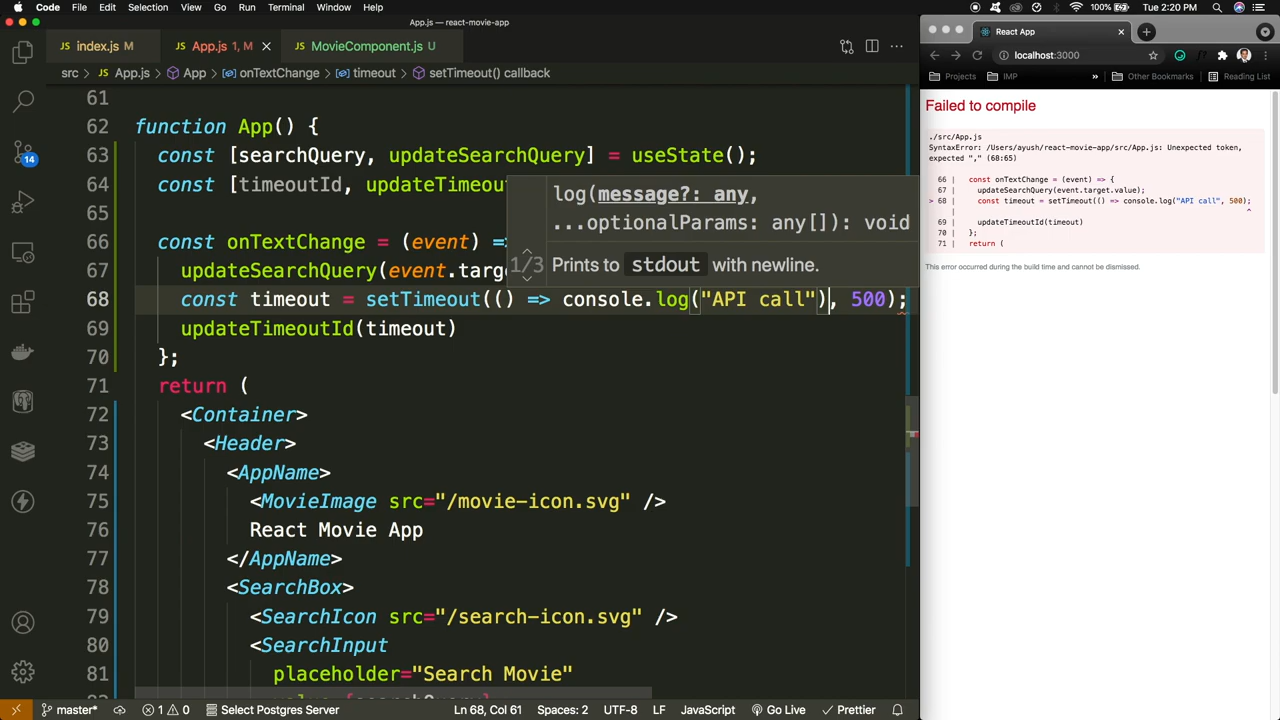 Code File Edit Selection View Go Run Terminal Window Help
100% Tue 2:20 PM
App.js — react-movie-app
index.js M App.js 1, M MovieComponent.js U
src > App.js > App > onTextChange > timeout > setTimeout() callback
61
62 function App() {
63 const [searchQuery, updateSearchQuery] = useState();
64 const [timeoutId, updateTimeou
65
66 const onTextChange = (event) =>
67 updateSearchQuery(event.targ
68 const timeout = setTimeout(() => console.log("API call"), 500);
69 updateTimeoutId(timeout)
70 };
71 return (
72 <Container>
73 <Header>
74 <AppName>
75 <MovieImage src="/movie-icon.svg" />
76 React Movie App
77 </AppName>
78 <SearchBox>
79 <SearchIcon src="/search-icon.svg" />
80 <SearchInput
81 placeholder="Search Movie"
log(message?: any,
...optionalParams: any[]): void
1/3 Prints to stdout with newline.
14
master* 1 0 Select Postgres Server Ln 68, Col 61 Spaces: 2 UTF-8 LF JavaScript Go Live Prettier
React App
localhost:3000
Projects IMP » Other Bookmarks Reading List
Failed to compile
./src/App.js
SyntaxError: /Users/ayush/react-movie-app/src/App.js: Unexpected token,
expected "," (68:65)
66 | const onTextChange = (event) => {
67 | updateSearchQuery(event.target.value);
> 68 | const timeout = setTimeout(() => console.log("API call", 500);
| ^
69 | updateTimeoutId(timeout)
70 | };
71 | return (
This error occurred during the build time and cannot be dismissed.